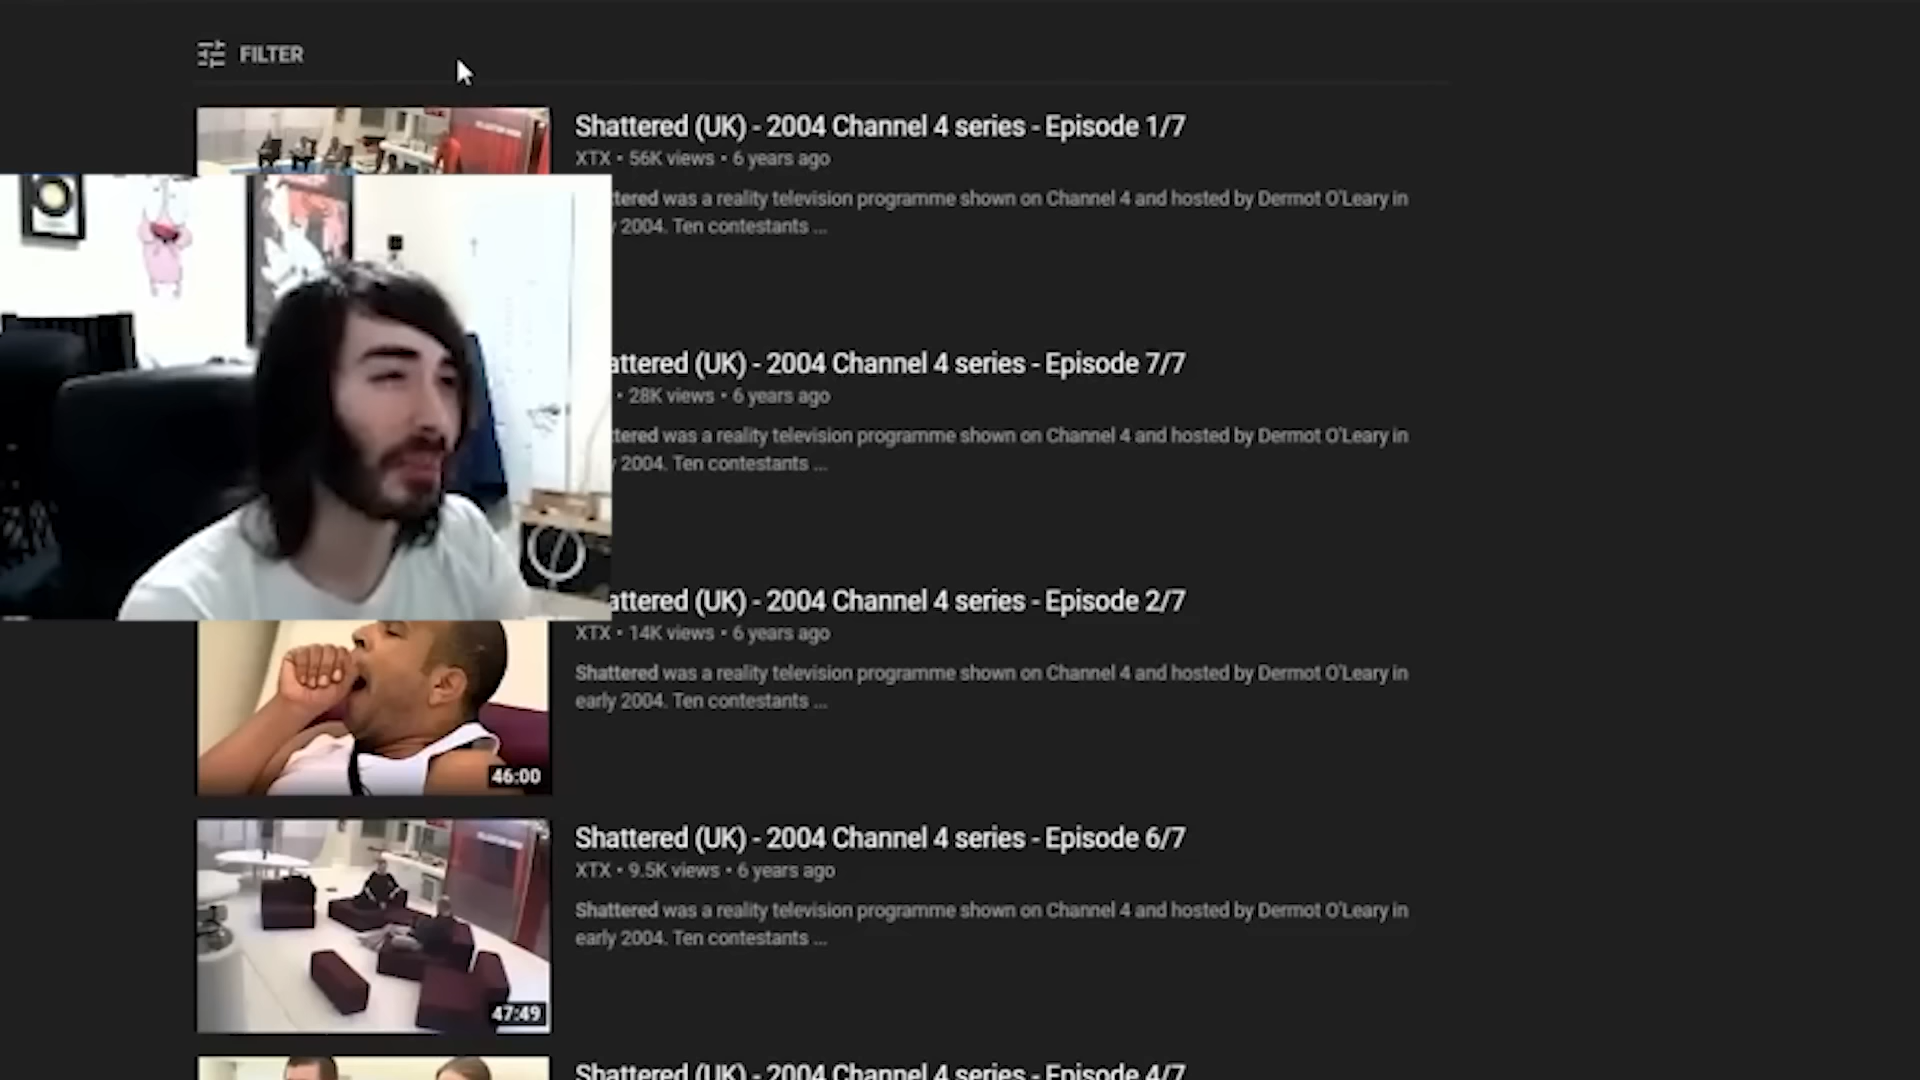 FILTER
Shattered (UK) - 2004 Channel 4 series - Episode 1/7
XTX • 56K views • 6 years ago
ttered was a reality television programme shown on Channel 4 and hosted by Dermot O'Leary in
2004. Ten contestants ...
attered (UK) - 2004 Channel 4 series - Episode 7/7
• 28K views • 6 years ago
ttered was a reality television programme shown on Channel 4 and hosted by Dermot O'Leary in
2004. Ten contestants ...
attered (UK) - 2004 Channel 4 series - Episode 2/7
XTX • 14K views • 6 years ago
Shattered was a reality television programme shown on Channel 4 and hosted by Dermot O'Leary in
early 2004. Ten contestants ...
46:00
Shattered (UK) - 2004 Channel 4 series - Episode 6/7
XTX • 9.5K views • 6 years ago
Shattered was a reality television programme shown on Channel 4 and hosted by Dermot O'Leary in
early 2004. Ten contestants ...
47:49
Shattered (UK) - 2004 Channel 4 series - Episode 4/7